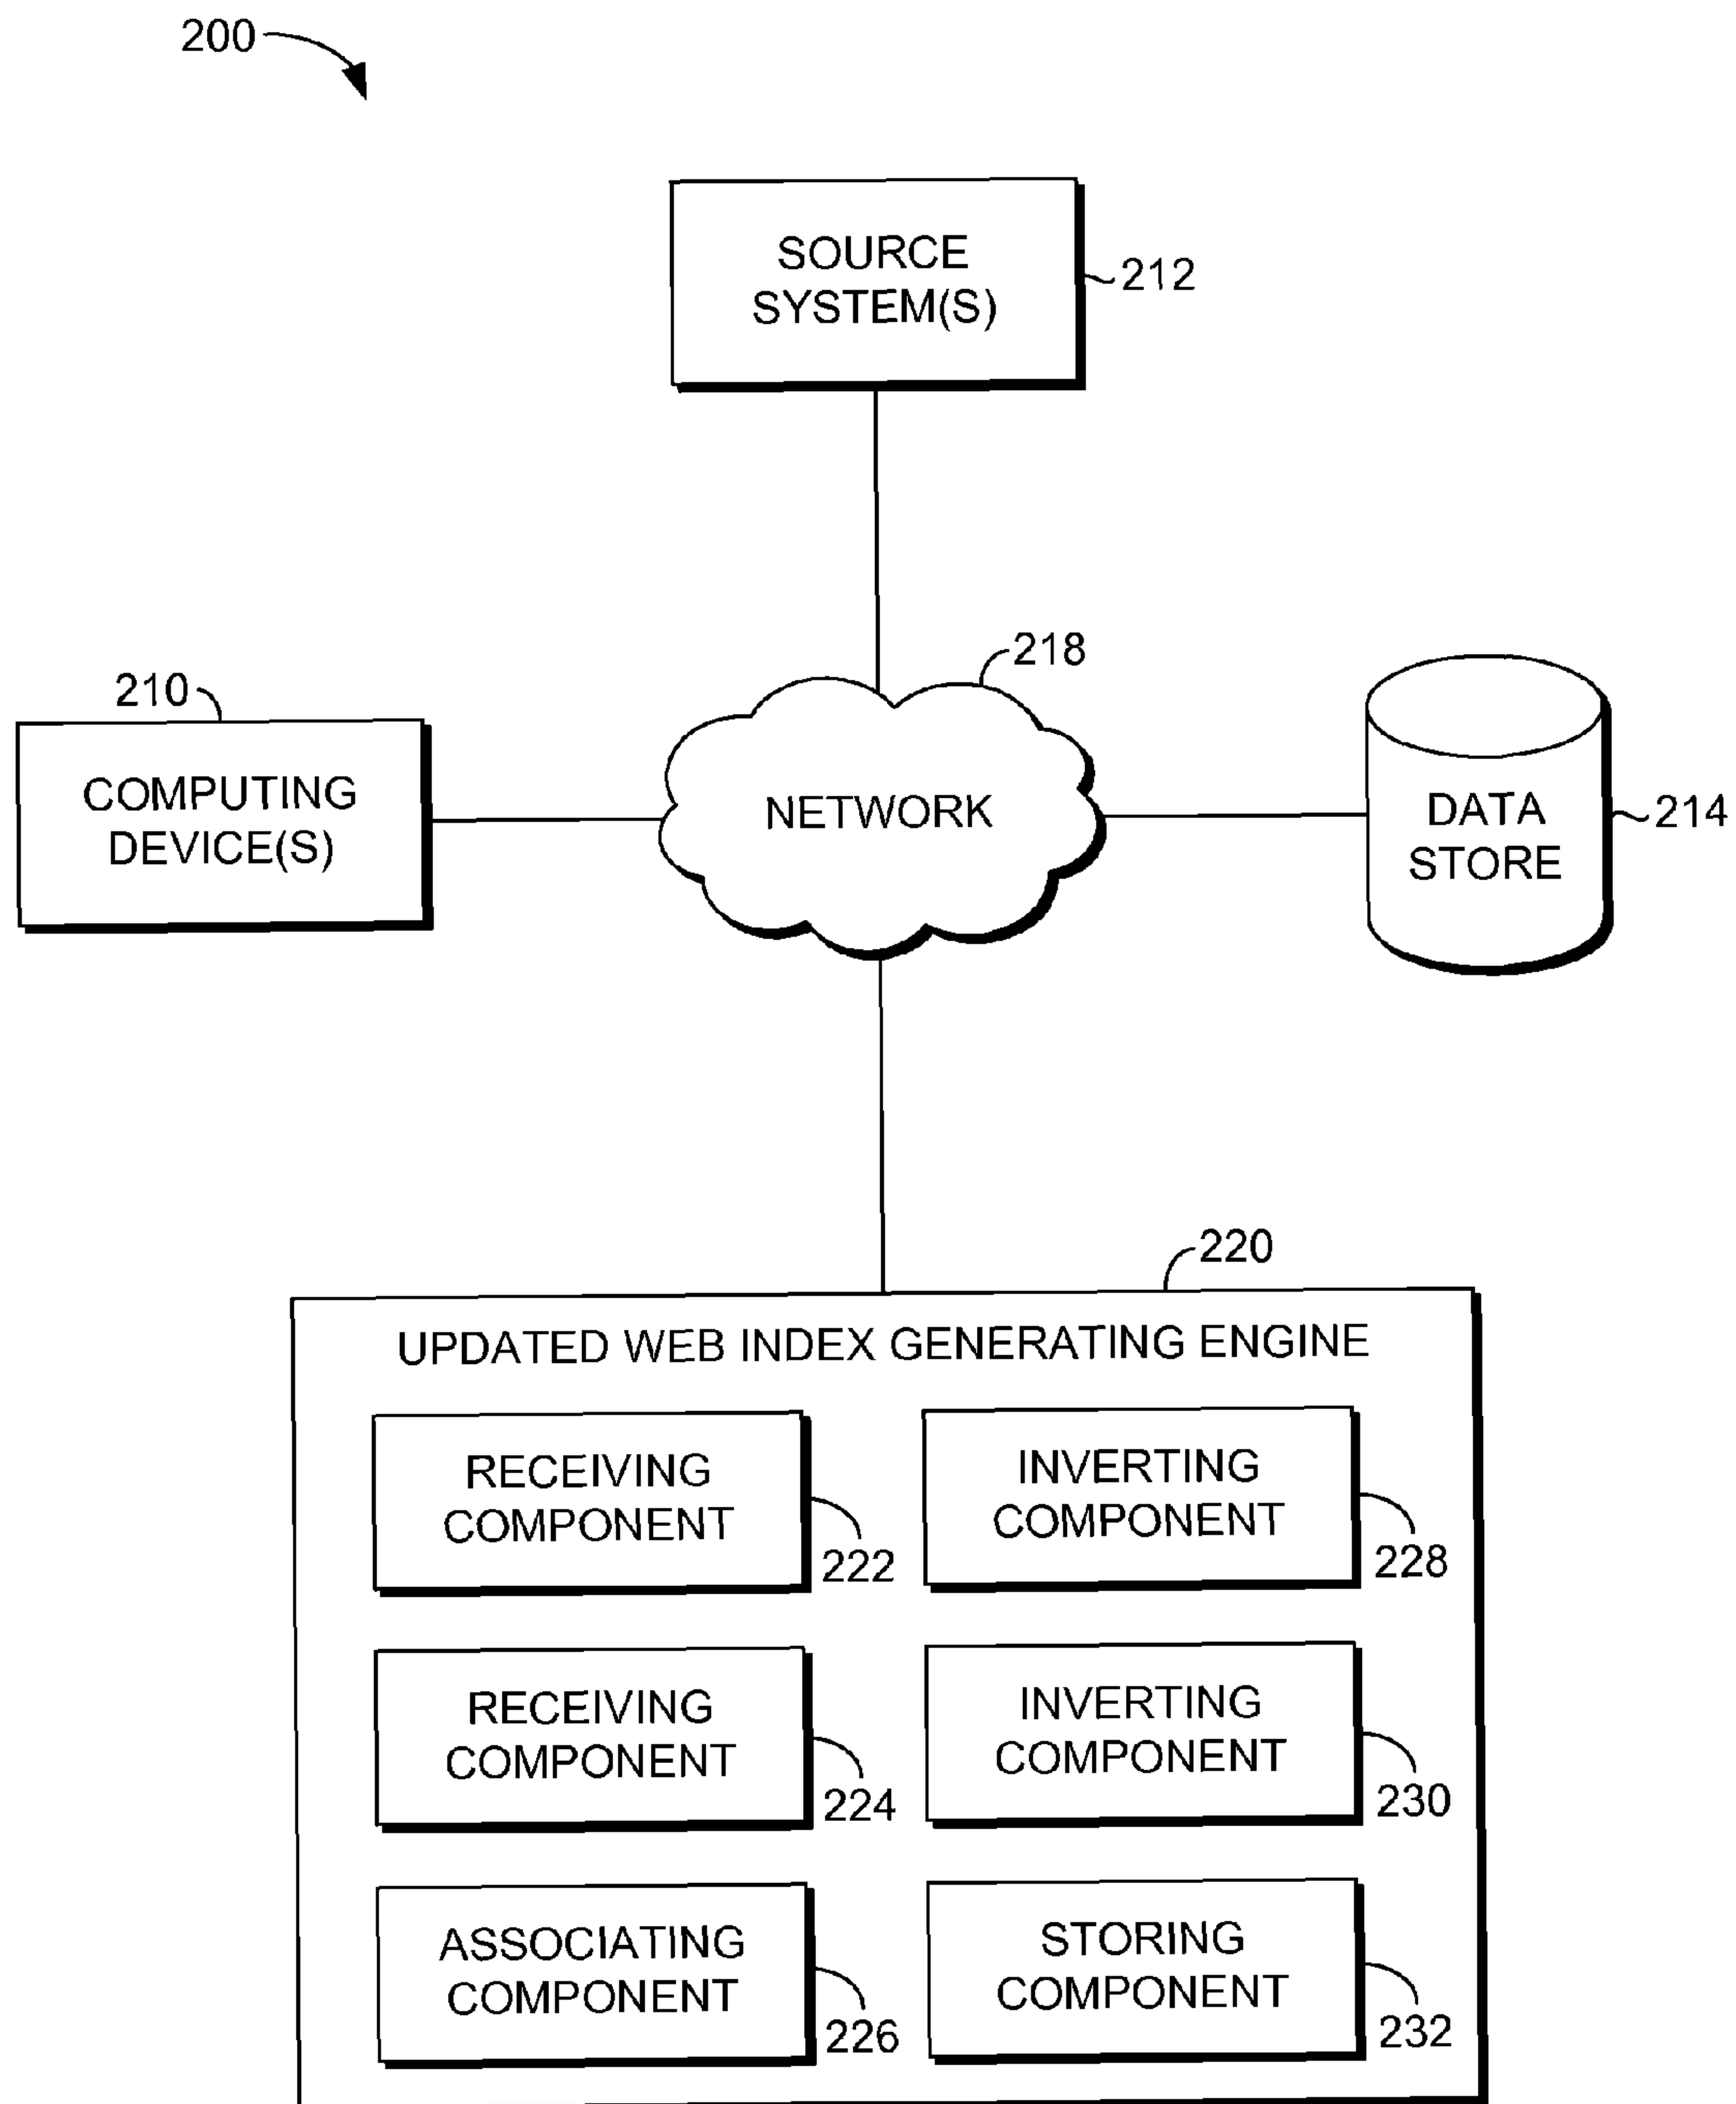 200
SOURCE
SYSTEM(S)
212
218
210
COMPUTING
DEVICE(S)
NETWORK
DATA
STORE
214
220
UPDATED WEB INDEX GENERATING ENGINE
RECEIVING
COMPONENT
222
INVERTING
COMPONENT
228
RECEIVING
COMPONENT
224
INVERTING
COMPONENT
230
ASSOCIATING
COMPONENT
226
STORING
COMPONENT
232